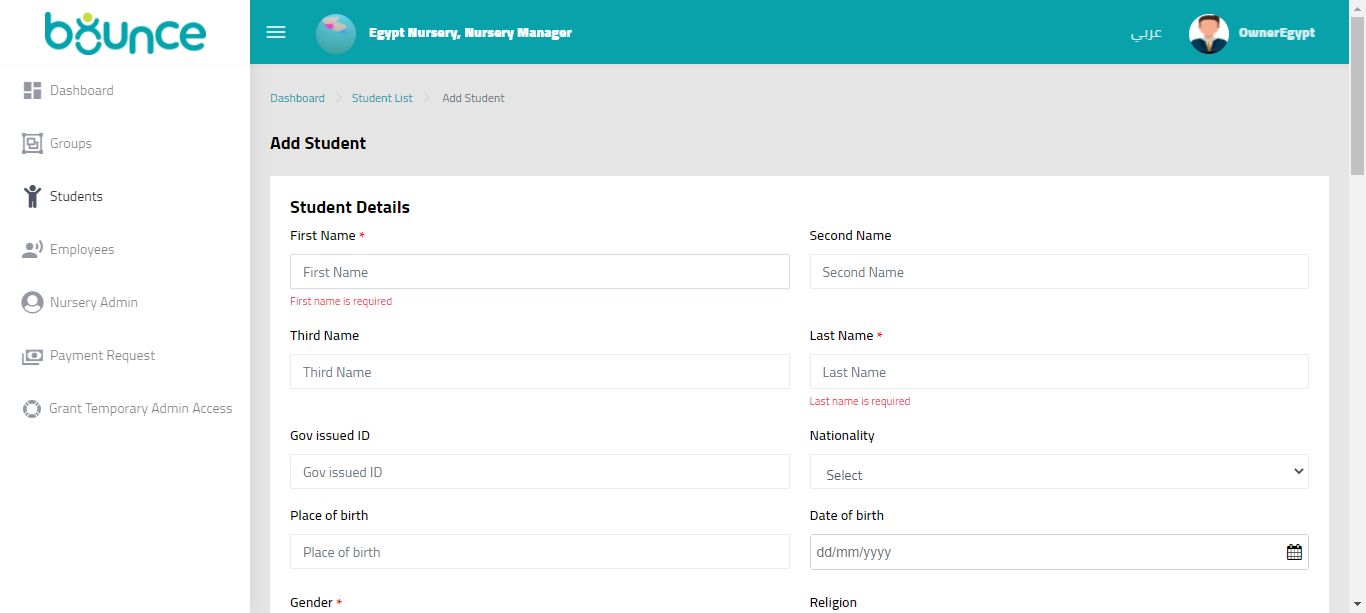 bounce
Egypt Nursery, Nursery Manager
عربي
OwnerEgypt
Dashboard
Groups
Students
Employees
Nursery Admin
Payment Request
Grant Temporary Admin Access
Dashboard > Student List > Add Student
Add Student
Student Details
First Name * Second Name
First Name Second Name
First name is required
Third Name Last Name *
Third Name Last Name
Last name is required
Gov issued ID Nationality
Gov issued ID Select
Place of birth Date of birth
Place of birth dd/mm/yyyy
Gender * Religion